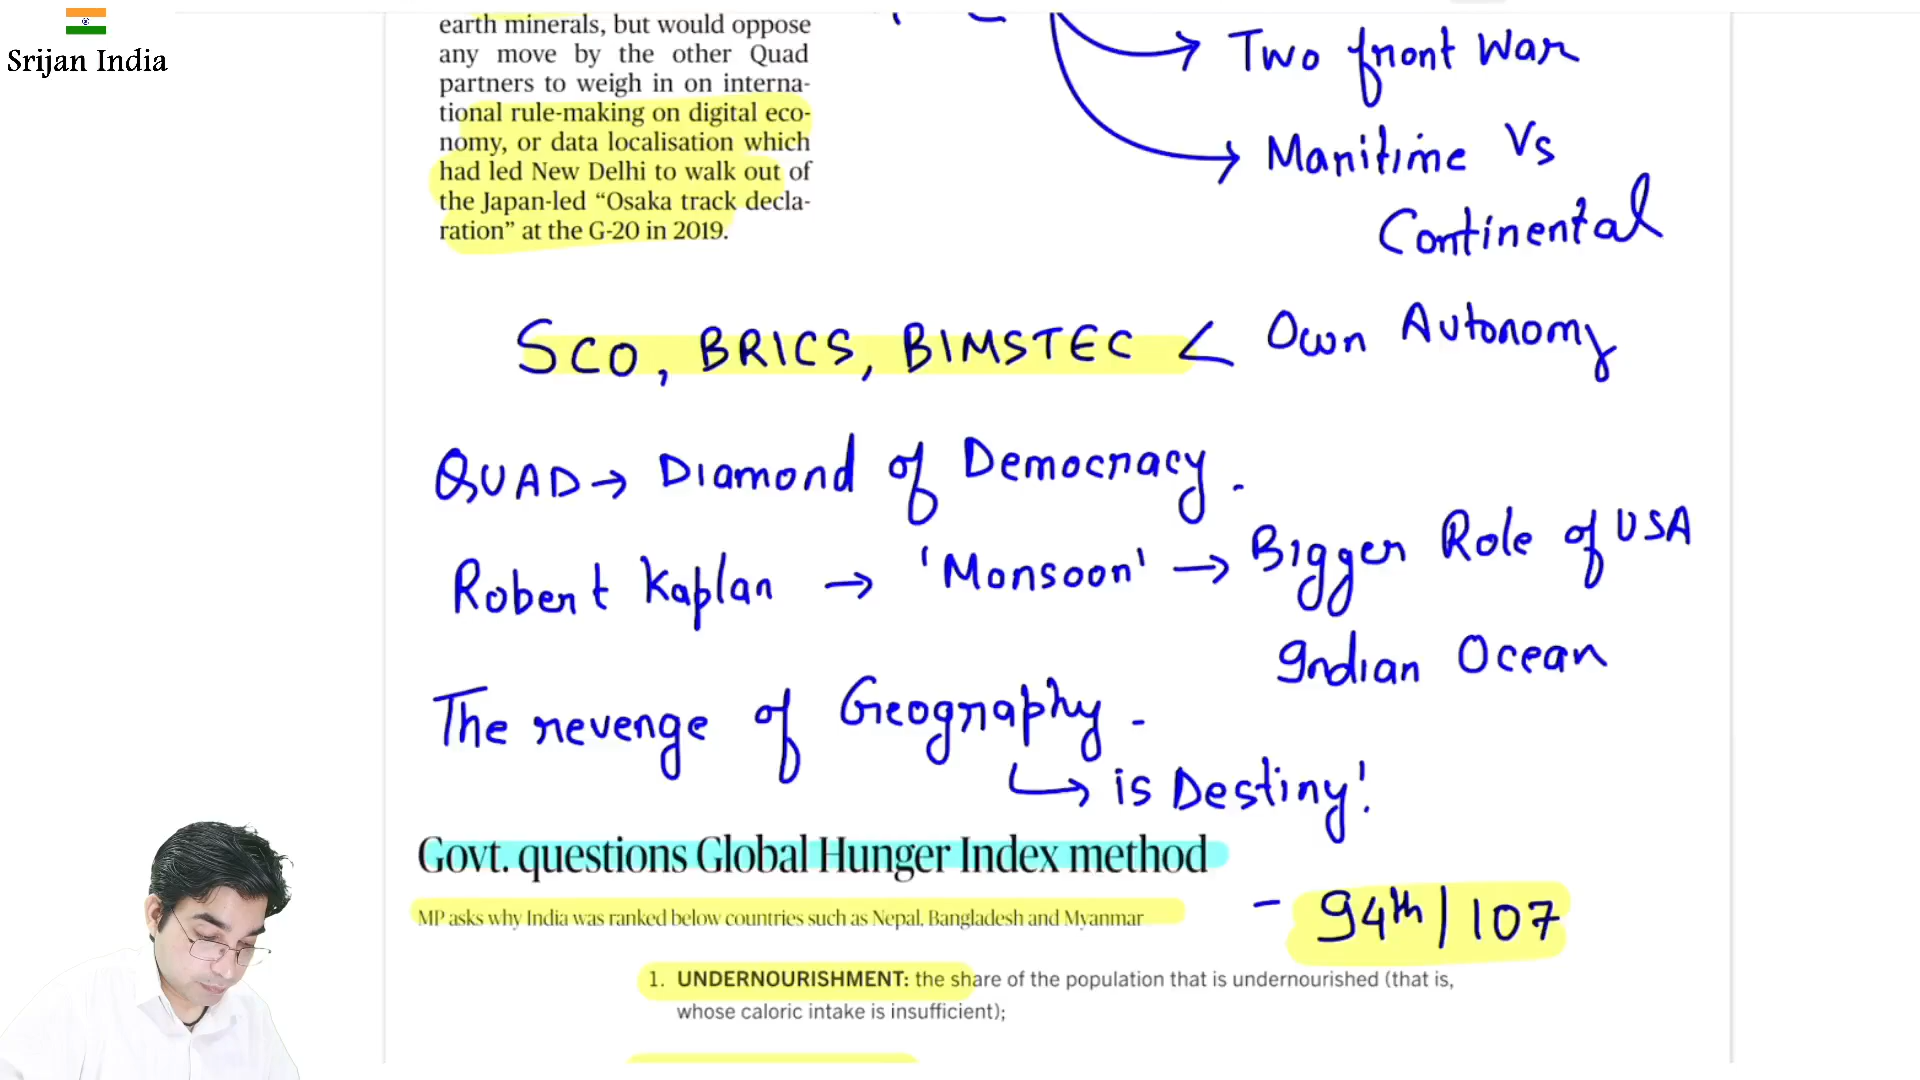 Srijan India
earth minerals, but would oppose
any move by the other Quad
partners to weigh in on interna-
tional rule-making on digital eco-
nomy, or data localisation which
had led New Delhi to walk out of
the Japan-led “Osaka track decla-
ration” at the G-20 in 2019.
→ Two front War
→ Maritime Vs
Continental
SCO, BRICS, BIMSTEC < Own Autonomy
QUAD → Diamond of Democracy.
Robert Kaplan → 'Monsoon' → Bigger Role of USA
Indian Ocean
The revenge of Geography -
↳ is Destiny!
Govt. questions Global Hunger Index method
MP asks why India was ranked below countries such as Nepal, Bangladesh and Myanmar
- 94th / 107
1. UNDERNOURISHMENT: the share of the population that is undernourished (that is,
whose caloric intake is insufficient);